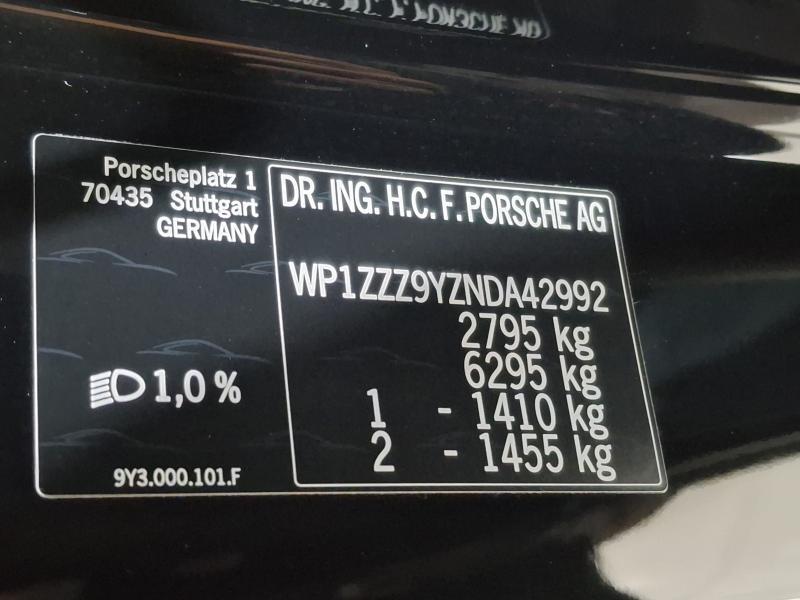 Porscheplatz 1
70435 Stuttgart
GERMANY
1,0 %
9Y3.000.101.F
DR. ING. H.C. F. PORSCHE AG
WP1ZZZ9YZNDA42992
2795 kg
6295 kg
1 - 1410 kg
2 - 1455 kg